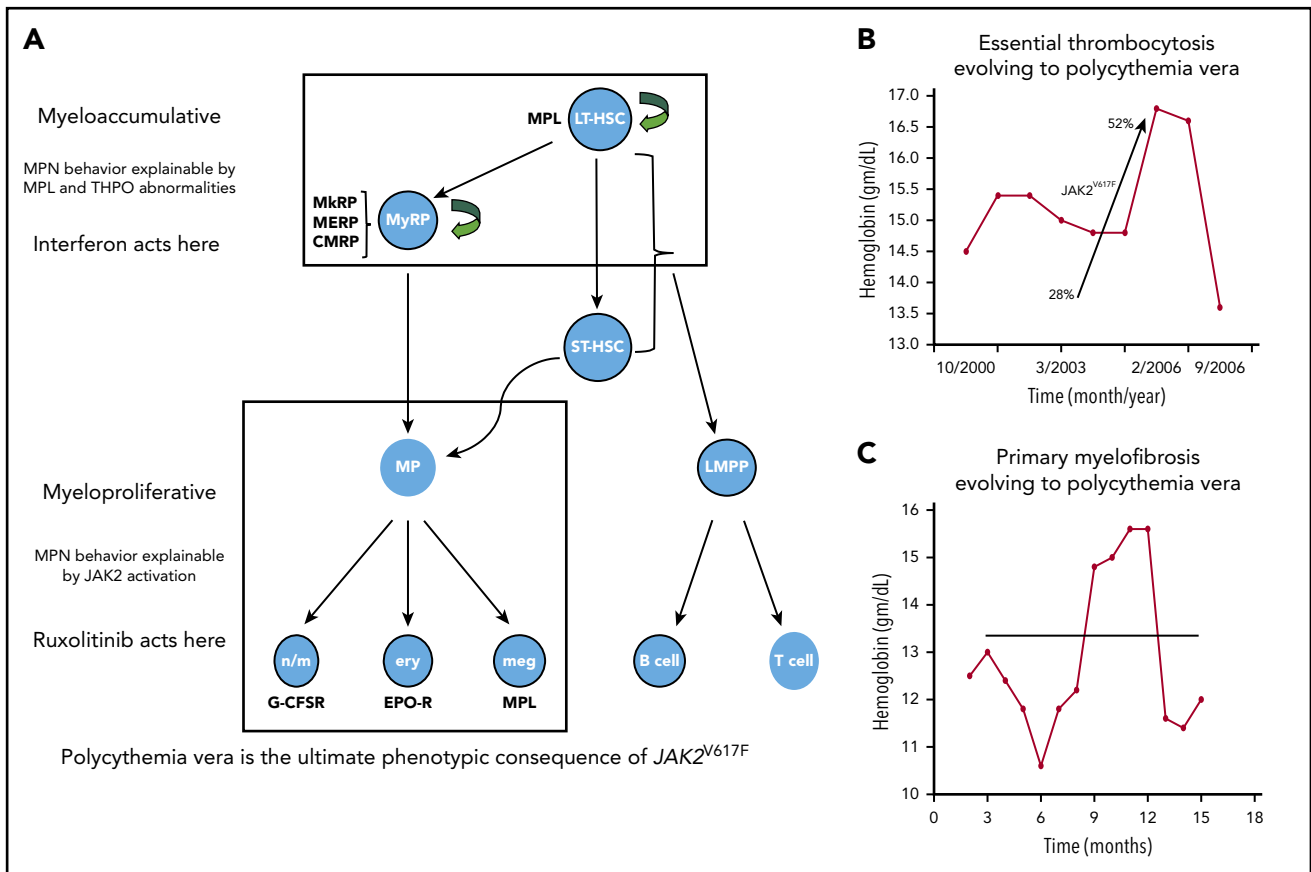 A
Myeloaccumulative
MPN behavior explainable by
MPL and THPO abnormalities
Interferon acts here
MPL
LT-HSC
MkRP
MERP
CMRP
MyRP
ST-HSC
Myeloproliferative
MPN behavior explainable
by JAK2 activation
Ruxolitinib acts here
MP
LMPP
n/m
ery
meg
B cell
T cell
G-CFSR
EPO-R
MPL
Polycythemia vera is the ultimate phenotypic consequence of JAK2V617F
B
Essential thrombocytosis
evolving to polycythemia vera
Hemoglobin (gm/dL)
17.0
16.5
16.0
15.5
15.0
14.5
14.0
13.5
13.0
52%
JAK2V617F
28%
10/2000
3/2003
2/2006
9/2006
Time (month/year)
C
Primary myelofibrosis
evolving to polycythemia vera
Hemoglobin (gm/dL)
16
15
14
13
12
11
10
0
3
6
9
12
15
18
Time (months)